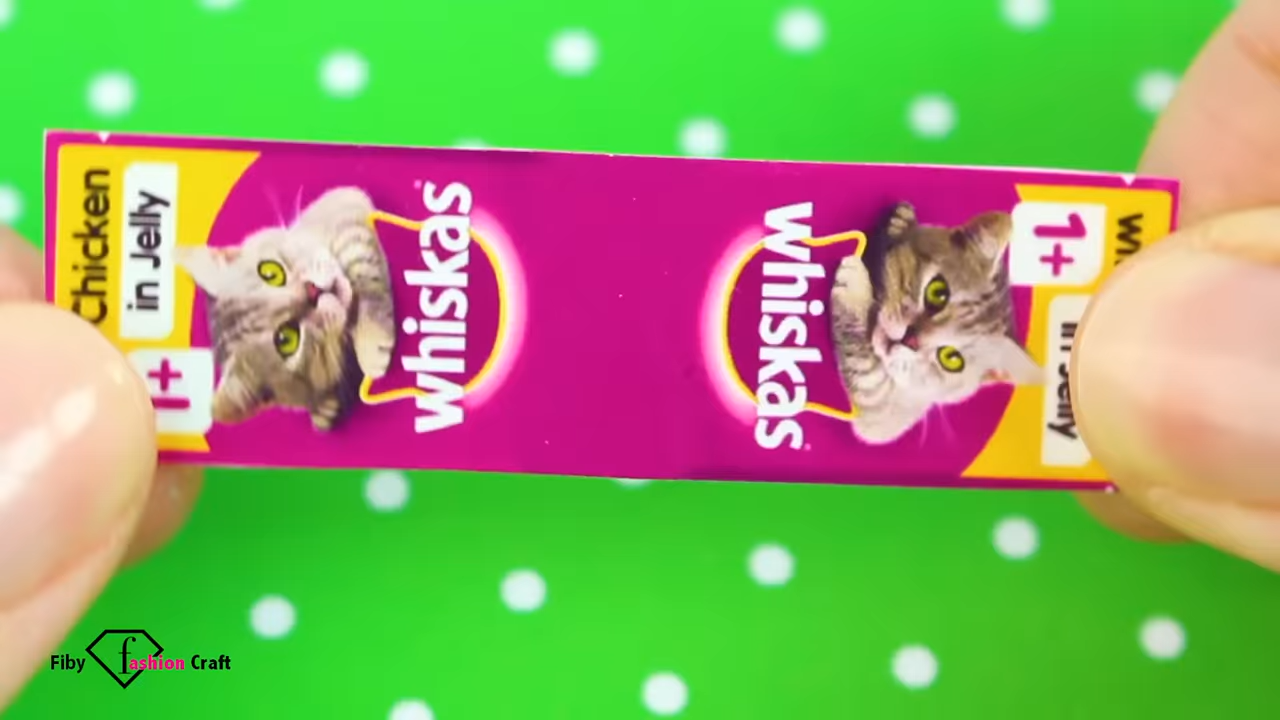 Chicken
in Jelly
1+
whiskas
whiskas
1+
in Jelly
Fiby fashion Craft